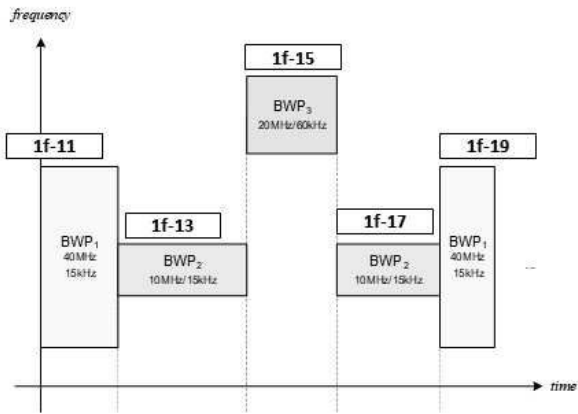 frequency
1f-15
BWP3
20MHz/60kHz
1f-11
1f-19
1f-13
1f-17
BWP1
40MHz
15kHz
BWP2
10MHz/15kHz
BWP2
10MHz/15kHz
BWP1
40MHz
15kHz
...
time